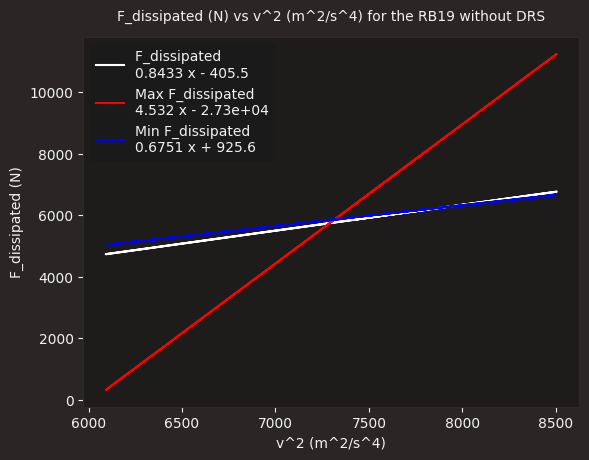 F_dissipated (N) vs v^2 (m^2/s^4) for the RB19 without DRS
F_dissipated
0.8433 x - 405.5
Max F_dissipated
4.532 x - 2.73e+04
Min F_dissipated
0.6751 x + 925.6
F_dissipated (N)
10000
8000
6000
4000
2000
0
6000 6500 7000 7500 8000 8500
v^2 (m^2/s^4)